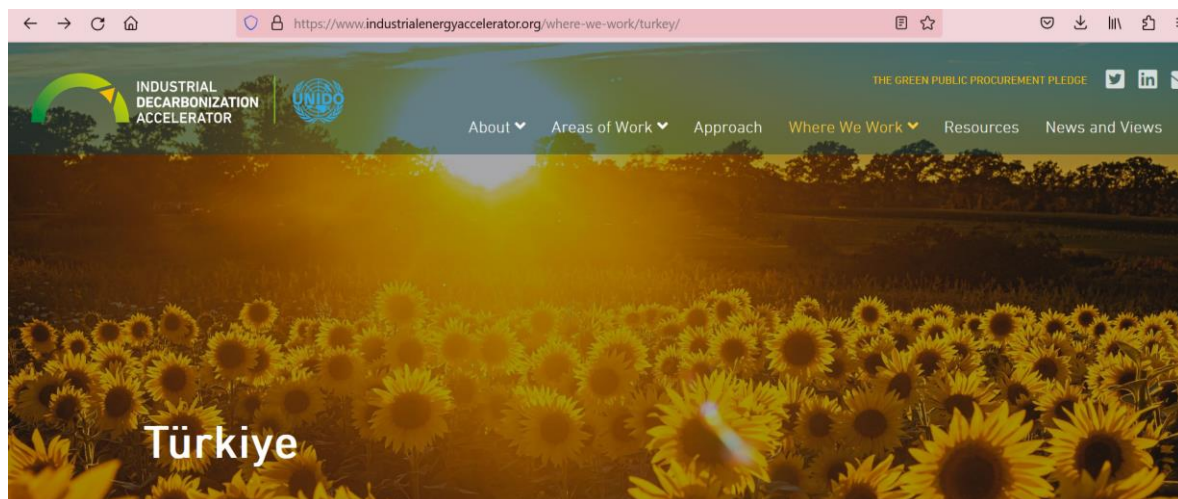 https://www.industrialenergyaccelerator.org/where-we-work/turkey/
THE GREEN PUBLIC PROCUREMENT PLEDGE
INDUSTRIAL
DECARBONIZATION
ACCELERATOR
UNIDO
About Areas of Work Approach Where We Work Resources News and Views
Türkiye